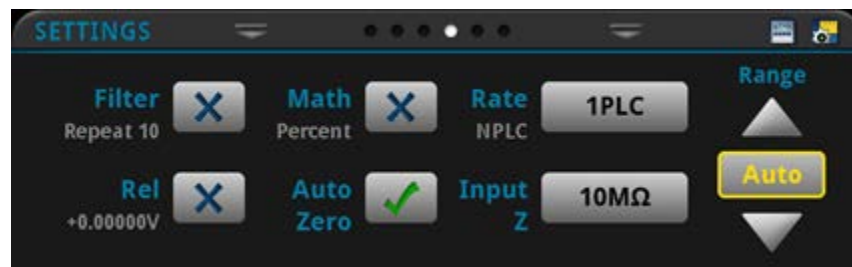 SETTINGS
Range
Filter
Repeat 10
Math
Percent
Rate
NPLC
1PLC
Auto
Rel
+0.00000V
Auto
Zero
Input
Z
10MΩ